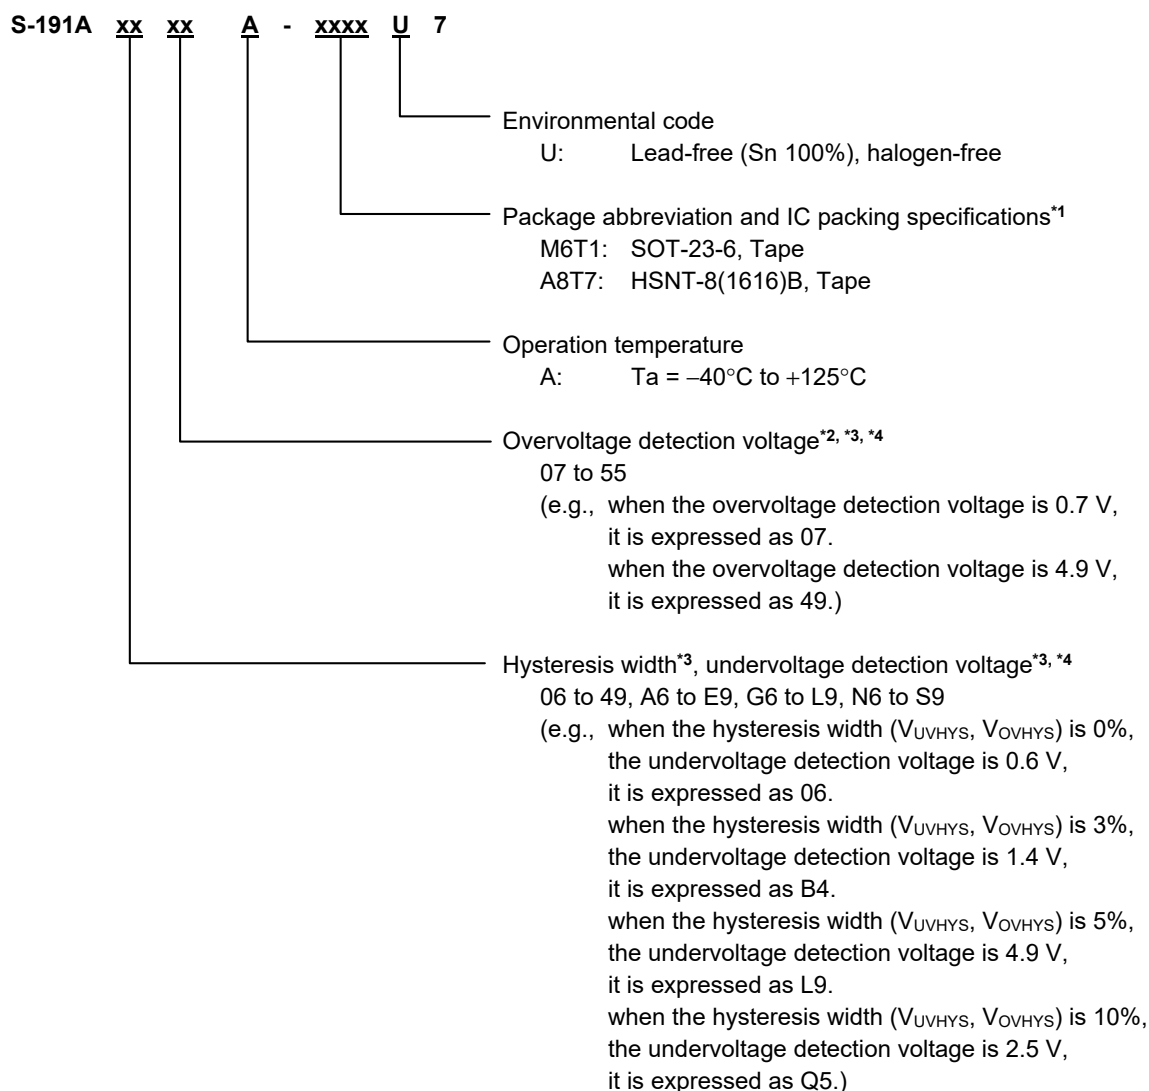 S-191A xx xx A - xxxx U 7
Environmental code
U: Lead-free (Sn 100%), halogen-free
Package abbreviation and IC packing specifications*1
M6T1: SOT-23-6, Tape
A8T7: HSNT-8(1616)B, Tape
Operation temperature
A: Ta = −40°C to +125°C
Overvoltage detection voltage*2, *3, *4
07 to 55
(e.g., when the overvoltage detection voltage is 0.7 V,
it is expressed as 07.
when the overvoltage detection voltage is 4.9 V,
it is expressed as 49.)
Hysteresis width*3, undervoltage detection voltage*3, *4
06 to 49, A6 to E9, G6 to L9, N6 to S9
(e.g., when the hysteresis width (VUVHYS, VOVHYS) is 0%,
the undervoltage detection voltage is 0.6 V,
it is expressed as 06.
when the hysteresis width (VUVHYS, VOVHYS) is 3%,
the undervoltage detection voltage is 1.4 V,
it is expressed as B4.
when the hysteresis width (VUVHYS, VOVHYS) is 5%,
the undervoltage detection voltage is 4.9 V,
it is expressed as L9.
when the hysteresis width (VUVHYS, VOVHYS) is 10%,
the undervoltage detection voltage is 2.5 V,
it is expressed as Q5.)